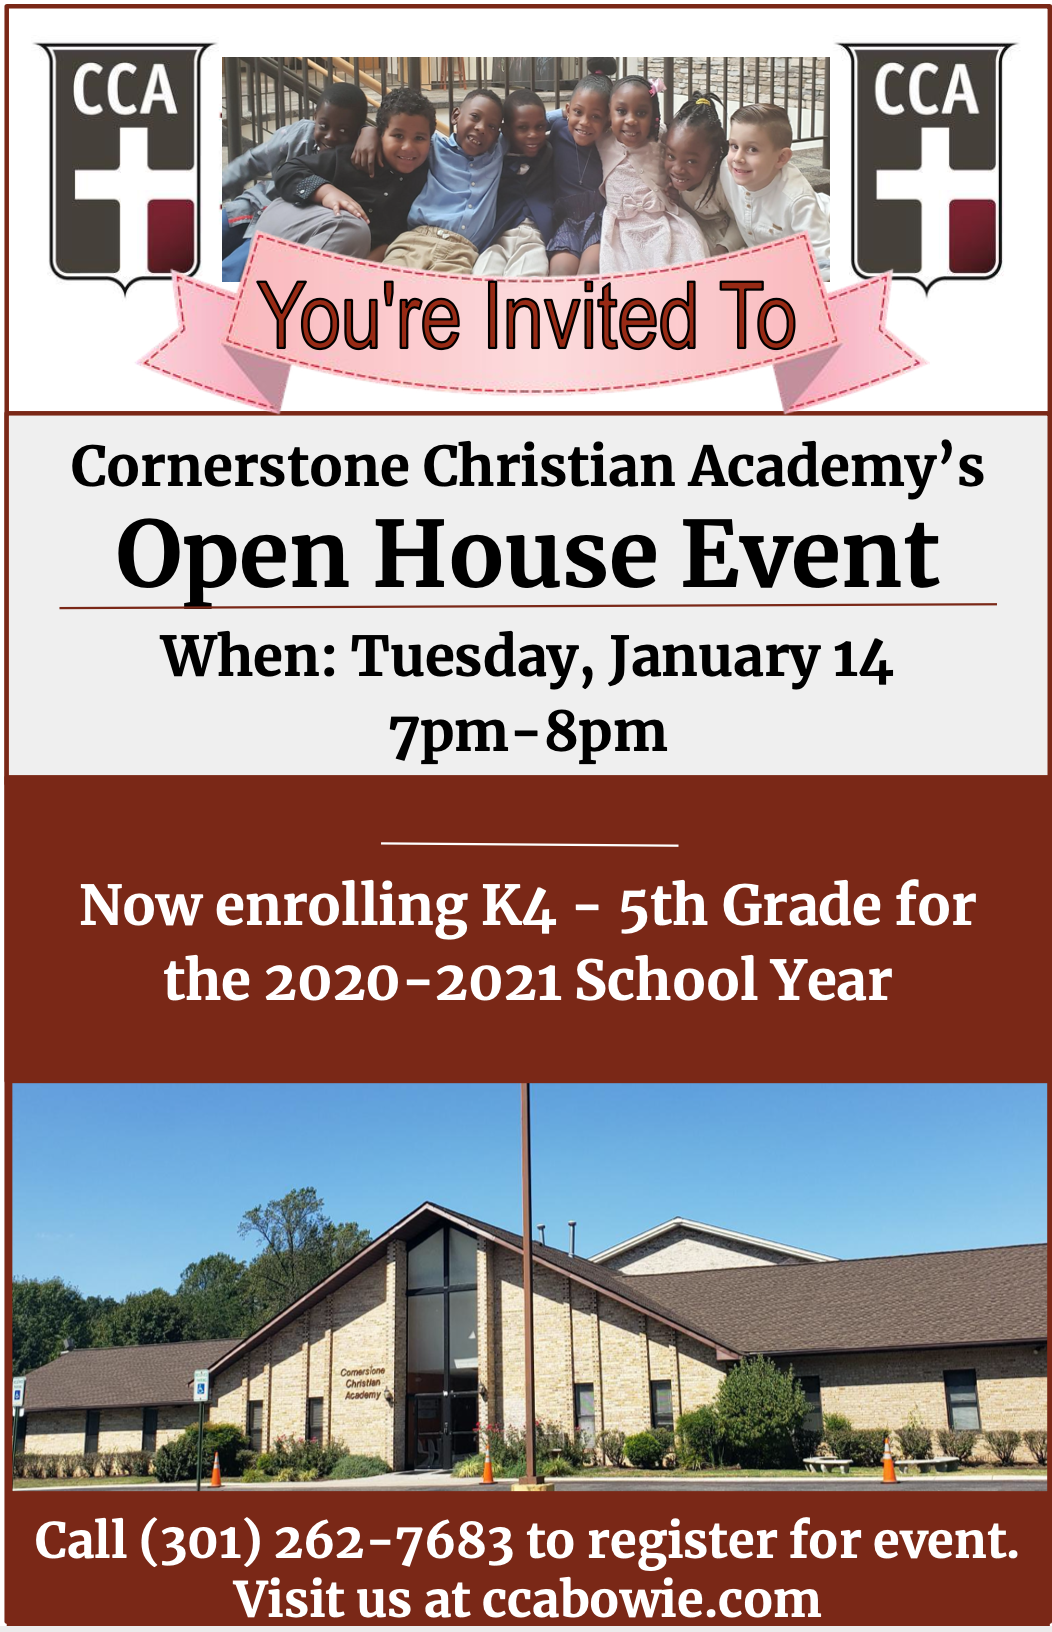 CCA
CCA
You're Invited To
Cornerstone Christian Academy’s
Open House Event
When: Tuesday, January 14
7pm-8pm
Now enrolling K4 - 5th Grade for
the 2020-2021 School Year
Cornerstone
Christian
Academy
Call (301) 262-7683 to register for event.
Visit us at ccabowie.com